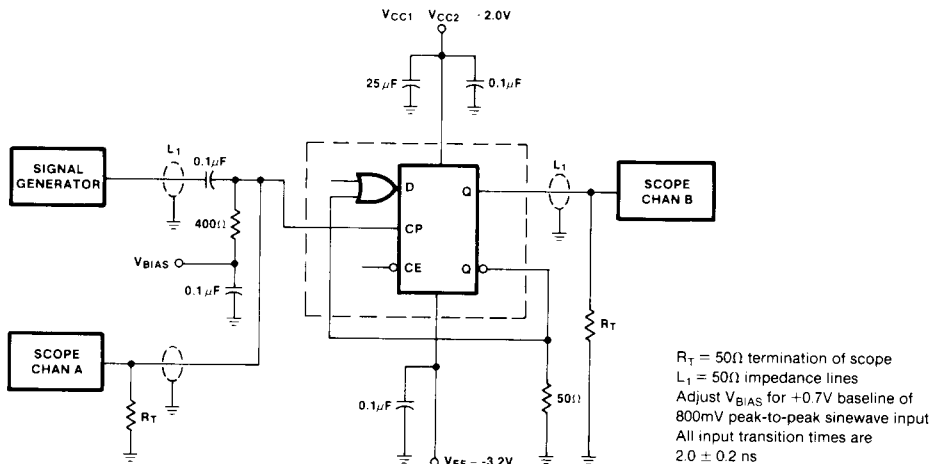 VCC1 VCC2 - 2.0V
25μF
0.1μF
L1
0.1μF
SIGNAL
GENERATOR
400Ω
VBIAS
0.1μF
D
Q
CP
CE
Q
L1
SCOPE
CHAN B
RT
SCOPE
CHAN A
RT
0.1μF
50Ω
VEE - -3.2V
RT = 50Ω termination of scope
L1 = 50Ω impedance lines
Adjust VBIAS for +0.7V baseline of
800mV peak-to-peak sinewave input
All input transition times are
2.0 ± 0.2 ns